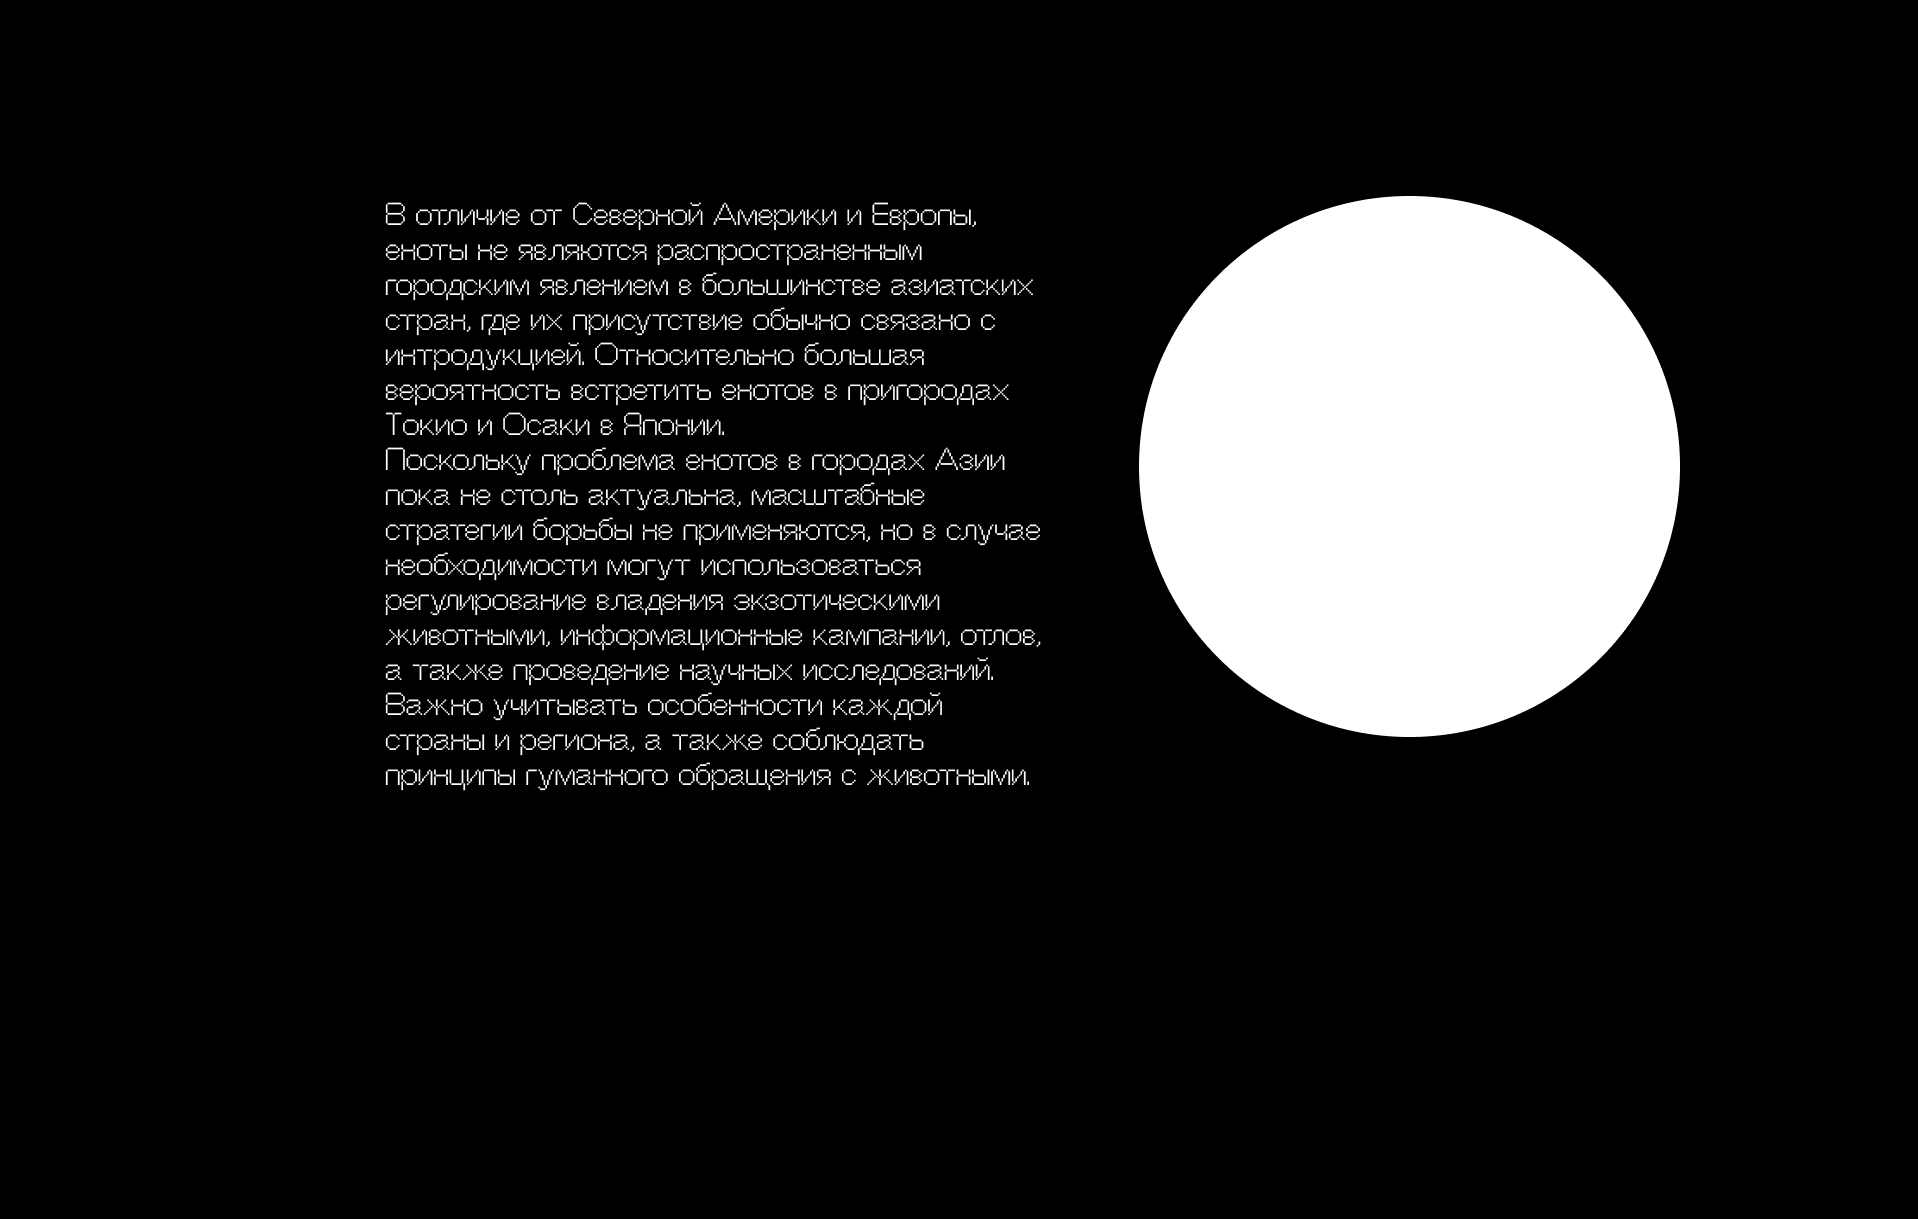 В отличие от Северной Америки и Европы,
еноты не являются распространенным
городским явлением в большинстве азиатских
стран, где их присутствие обычно связано с
интродукцией. Относительно большая
вероятность встретить енотов в пригородах
Токио и Осаки в Японии.
Поскольку проблема енотов в городах Азии
пока не столь актуальна, масштабные
стратегии борьбы не применяются, но в случае
необходимости могут использоваться
регулирование владения экзотическими
животными, информационные кампании, отлов,
а также проведение научных исследований.
Важно учитывать особенности каждой
страны и региона, а также соблюдать
принципы гуманного обращения с животными.